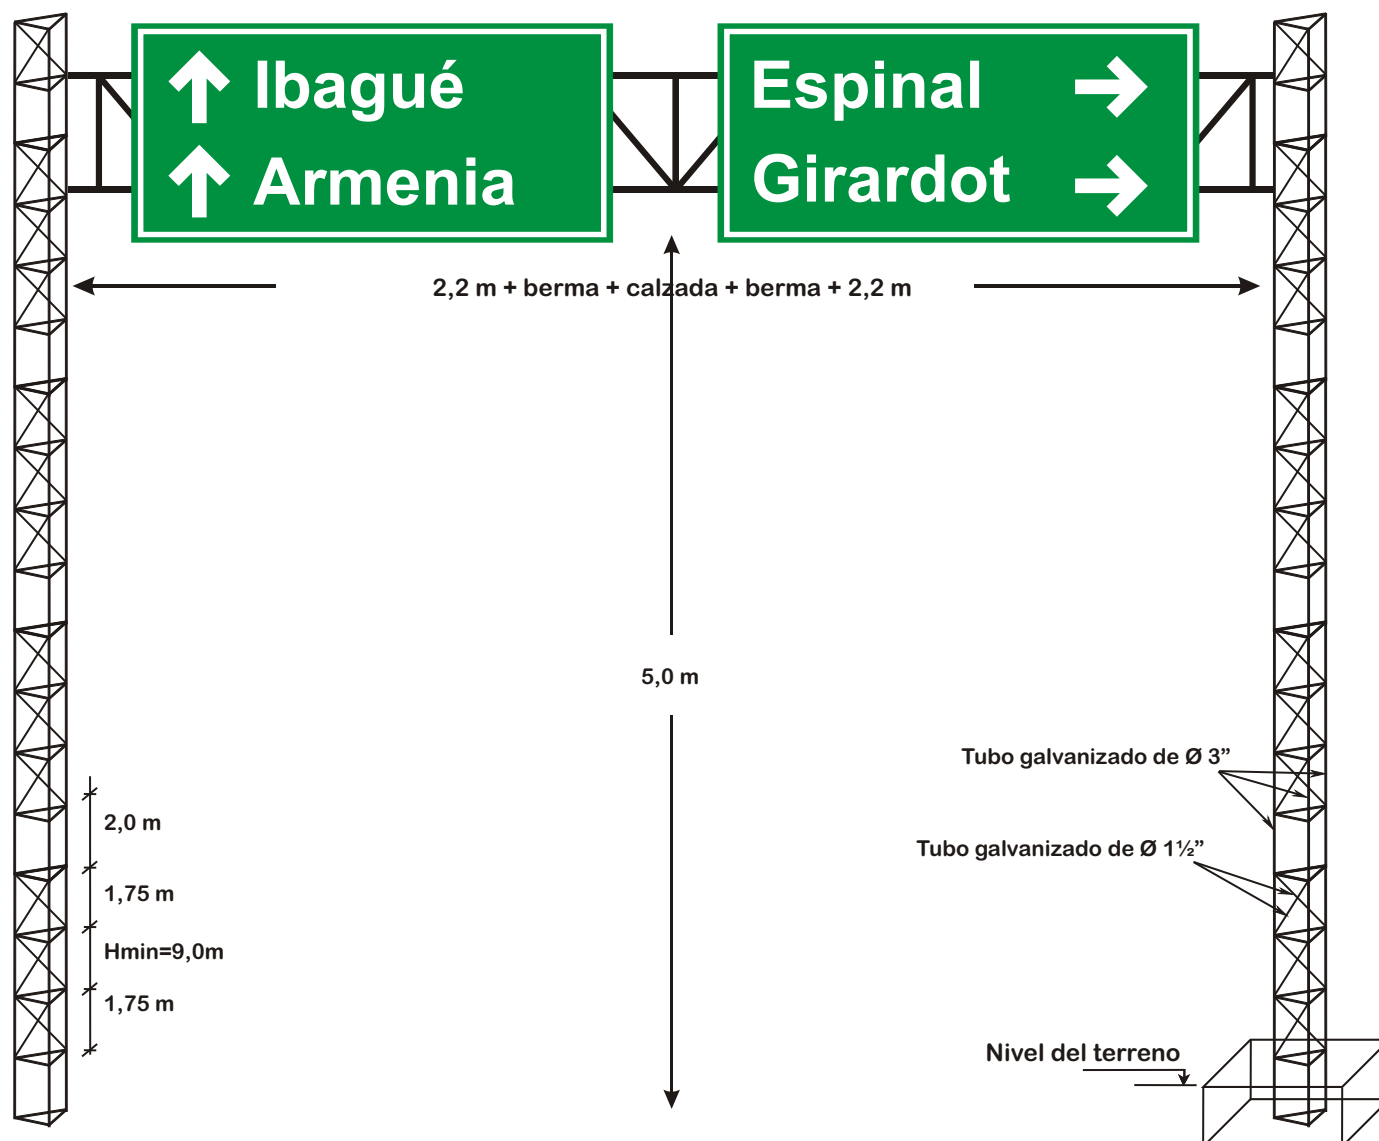 Ibagué
Armenia
Espinal
Girardot
2,2 m + berma + calzada + berma + 2,2 m
5,0 m
Tubo galvanizado de Ø 3”
2,0 m
Tubo galvanizado de Ø 1½”
1,75 m
Hmin=9,0m
1,75 m
Nivel del terreno